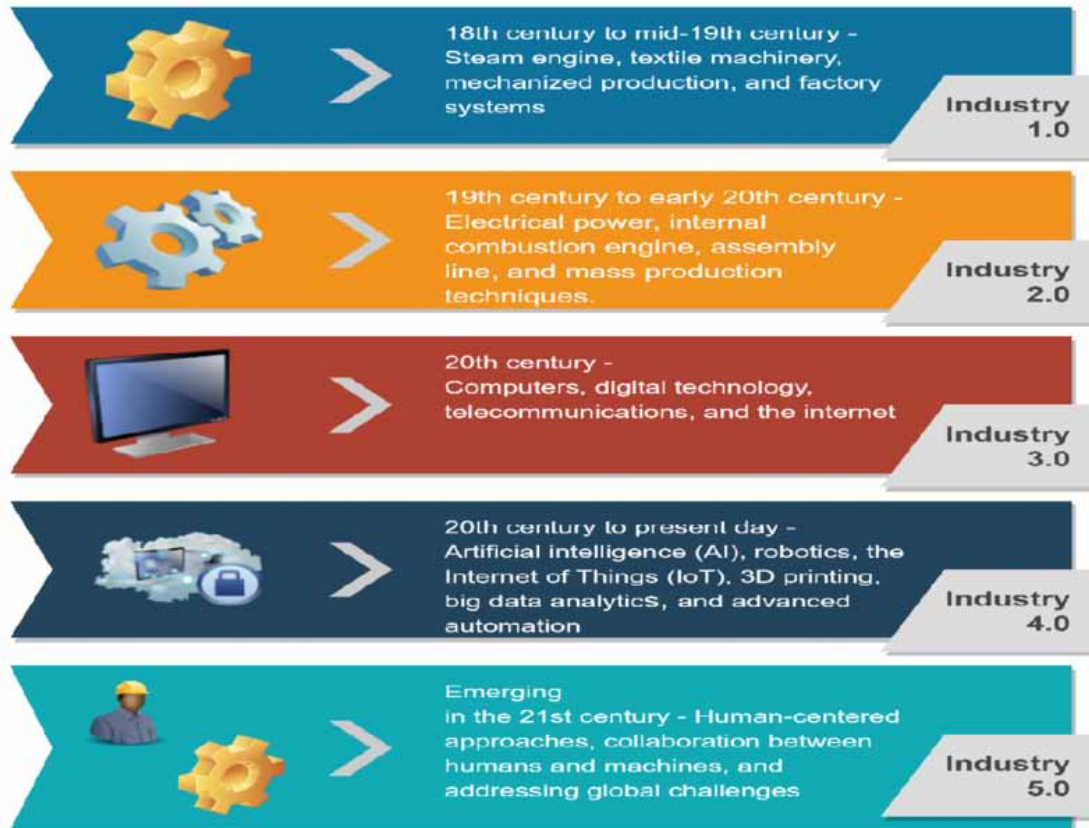 18th century to mid-19th century -
Steam engine, textile machinery,
mechanized production, and factory
systems
Industry
1.0
19th century to early 20th century -
Electrical power, internal
combustion engine, assembly
line, and mass production
techniques.
Industry
2.0
20th century -
Computers, digital technology,
telecommunications, and the internet
Industry
3.0
20th century to present day -
Artificial intelligence (AI), robotics, the
Internet of Things (IoT), 3D printing,
big data analytics, and advanced
automation
Industry
4.0
Emerging
in the 21st century - Human-centered
approaches, collaboration between
humans and machines, and
addressing global challenges
Industry
5.0